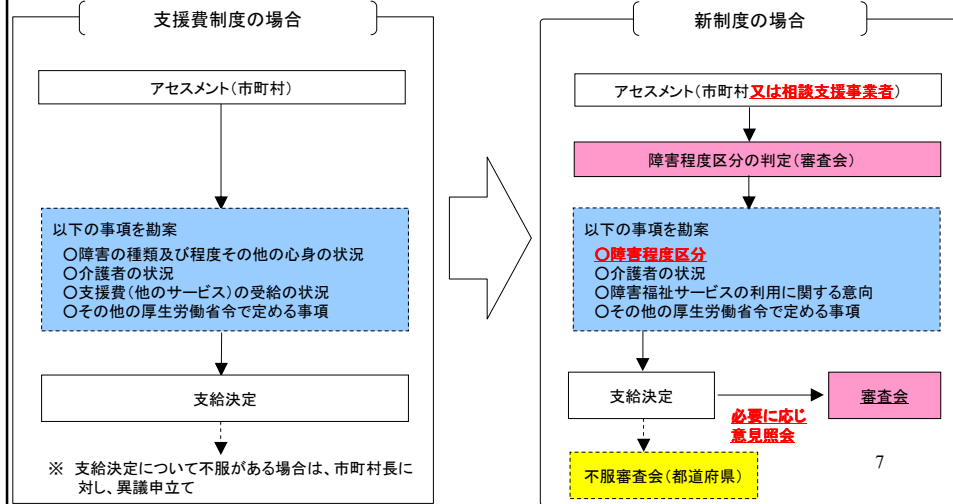 支援費制度の場合
アセスメント（市町村）
以下の事項を勘案
○障害の種類及び程度その他の心身の状況
○介護者の状況
○支援費（他のサービス）の受給の状況
○その他の厚生労働省令で定める事項
支給決定
※ 支給決定について不服がある場合は、市町村長に
対し、異議申立て
新制度の場合
アセスメント（市町村又は相談支援事業者）
障害程度区分の判定（審査会）
以下の事項を勘案
○障害程度区分
○介護者の状況
○障害福祉サービスの利用に関する意向
○その他の厚生労働省令で定める事項
支給決定
必要に応じ
意見照会
審査会
不服審査会（都道府県）
7